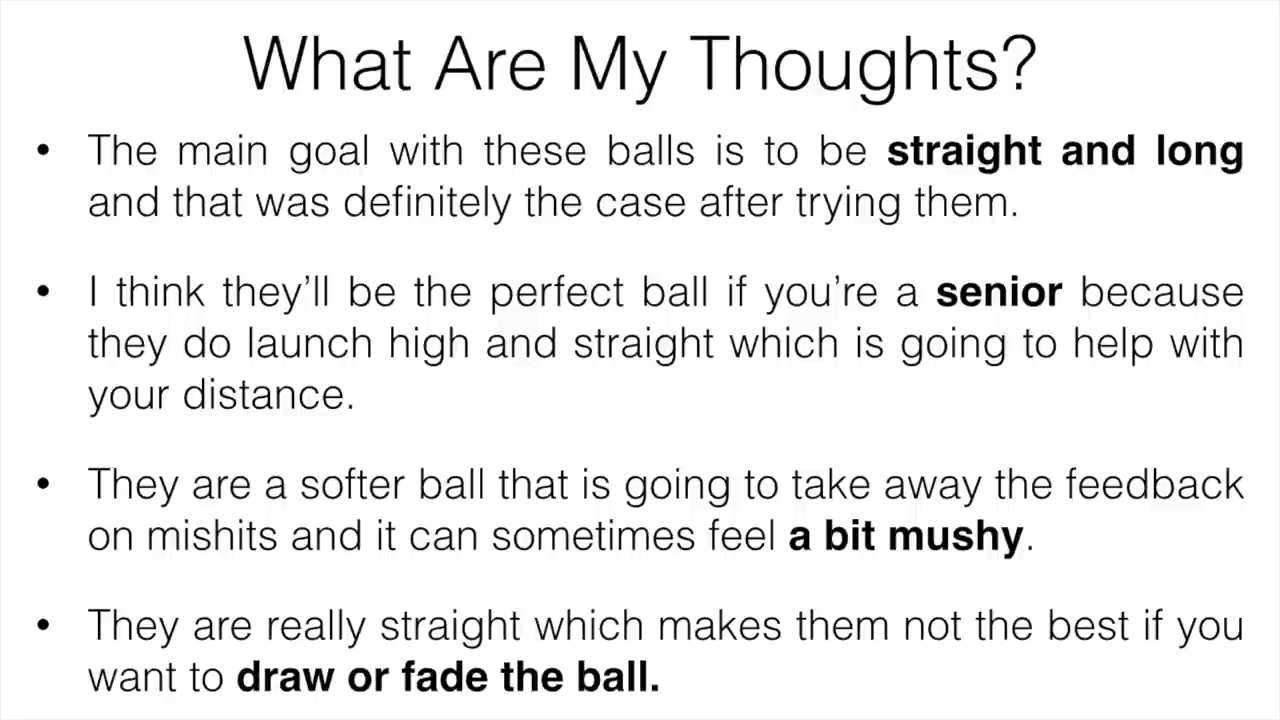 What Are My Thoughts?
• The main goal with these balls is to be straight and long
and that was definitely the case after trying them.
• I think they’ll be the perfect ball if you’re a senior because
they do launch high and straight which is going to help with
your distance.
• They are a softer ball that is going to take away the feedback
on mishits and it can sometimes feel a bit mushy.
• They are really straight which makes them not the best if you
want to draw or fade the ball.